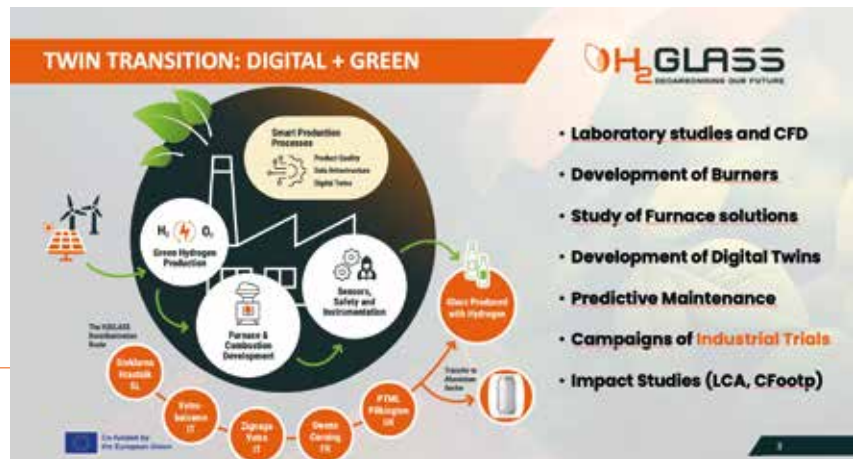 TWIN TRANSITION: DIGITAL + GREEN
H2GLASS
DECARBONISING OUR FUTURE
Smart Production
Processes
Product Quality
Data Infrastructure
Digital Twins
H₂ O₂
Green Hydrogen
Production
Sensors,
Safety and
Instrumentation
Furnace &
Combustion
Development
Glass Produced
with Hydrogen
The H2GLASS
Decarbonisation
Route
Steklarna
Hrastnik
SL
Vetro-
balsamo
IT
Zignago
Vetro
IT
Owens
Corning
FR
PTML
Pilkington
UK
Transfer to
Aluminium
Sector
Co-funded by
the European Union
• Laboratory studies and CFD
• Development of Burners
• Study of Furnace solutions
• Development of Digital Twins
• Predictive Maintenance
• Campaigns of Industrial Trials
• Impact Studies (LCA, CFootp)
3